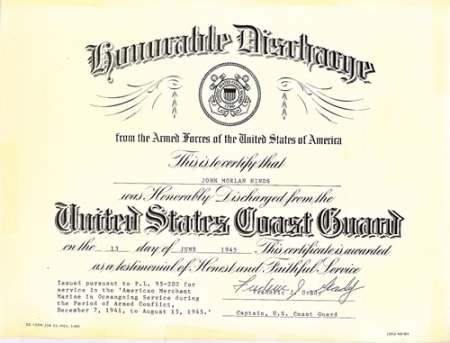 Honorable Discharge
from the Armed Forces of the United States of America
This is to certify that
JOHN MORLAN HINDS
was Honorably Discharged from the
United States Coast Guard
on the 13 day of JUNE 1945. This certificate is awarded
as a testimonial of Honest and Faithful Service
Issued pursuant to P.L. 95-202 for
service in the 'American Merchant
Marine in Oceangoing Service during
the Period of Armed Conflict,
December 7, 1941, to August 15, 1945.'
Captain, U.S. Coast Guard